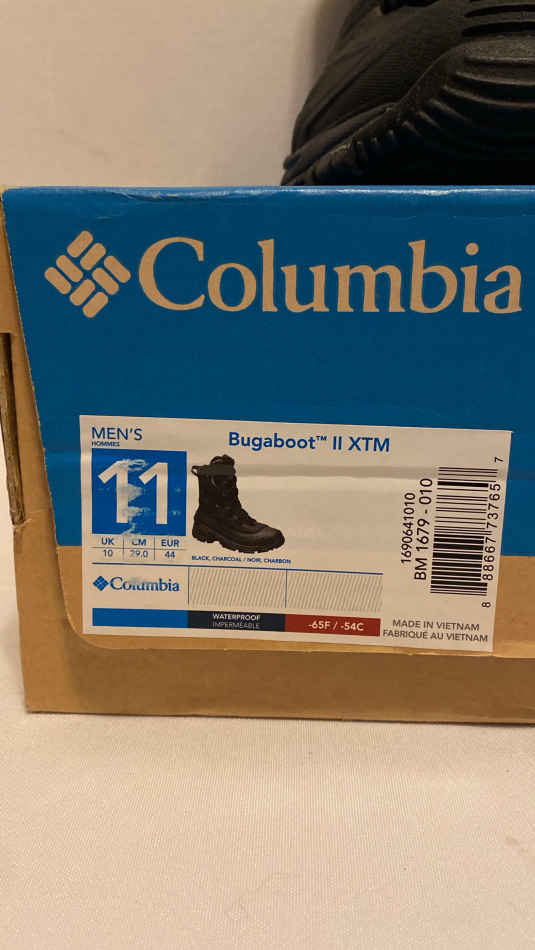 Columbia
MEN'S
HOMMES
Bugaboot™ II XTM
11
UK CM EUR
10 29.0 44
BLACK, CHARCOAL / NOIR, CHARBON
Columbia
WATERPROOF
IMPERMÉABLE
-65F / -54C
1690641010
BM 1679 - 010
8 88667 73765 7
MADE IN VIETNAM
FABRIQUÉ AU VIETNAM